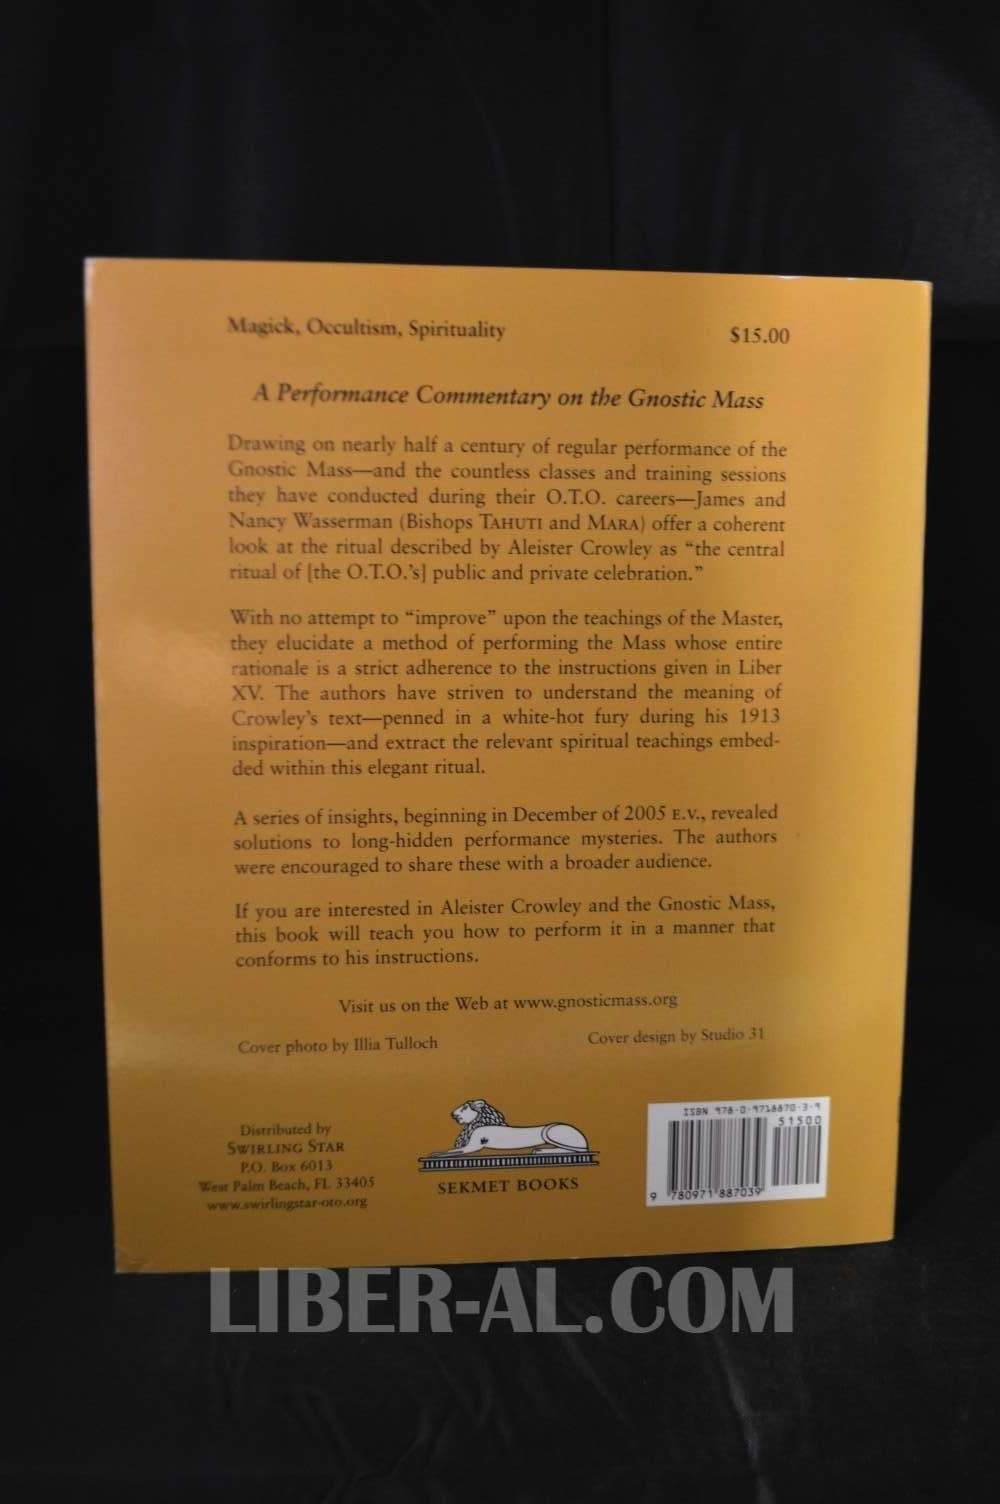 Magick, Occultism, Spirituality
$15.00
A Performance Commentary on the Gnostic Mass
Drawing on nearly half a century of regular performance of the
Gnostic Mass—and the countless classes and training sessions
they have conducted during their O.T.O. careers—James and
Nancy Wasserman (Bishops TAHUTI and MARA) offer a coherent
look at the ritual described by Aleister Crowley as “the central
ritual of [the O.T.O.’s] public and private celebration.”
With no attempt to “improve” upon the teachings of the Master,
they elucidate a method of performing the Mass whose entire
rationale is a strict adherence to the instructions given in Liber
XV. The authors have striven to understand the meaning of
Crowley’s text—penned in a white-hot fury during his 1913
inspiration—and extract the relevant spiritual teachings embed-
ded within this elegant ritual.
A series of insights, beginning in December of 2005 E.V., revealed
solutions to long-hidden performance mysteries. The authors
were encouraged to share these with a broader audience.
If you are interested in Aleister Crowley and the Gnostic Mass,
this book will teach you how to perform it in a manner that
conforms to his instructions.
Visit us on the Web at www.gnosticmass.org
Cover photo by Illia Tulloch
Cover design by Studio 31
Distributed by
SWIRLING STAR
P.O. Box 6013
West Palm Beach, FL 33405
www.swirlingstar-oto.org
SEKMET BOOKS
ISBN 978-0-9718870-3-9
51500
9 780971 887039
LIBER-AL.COM